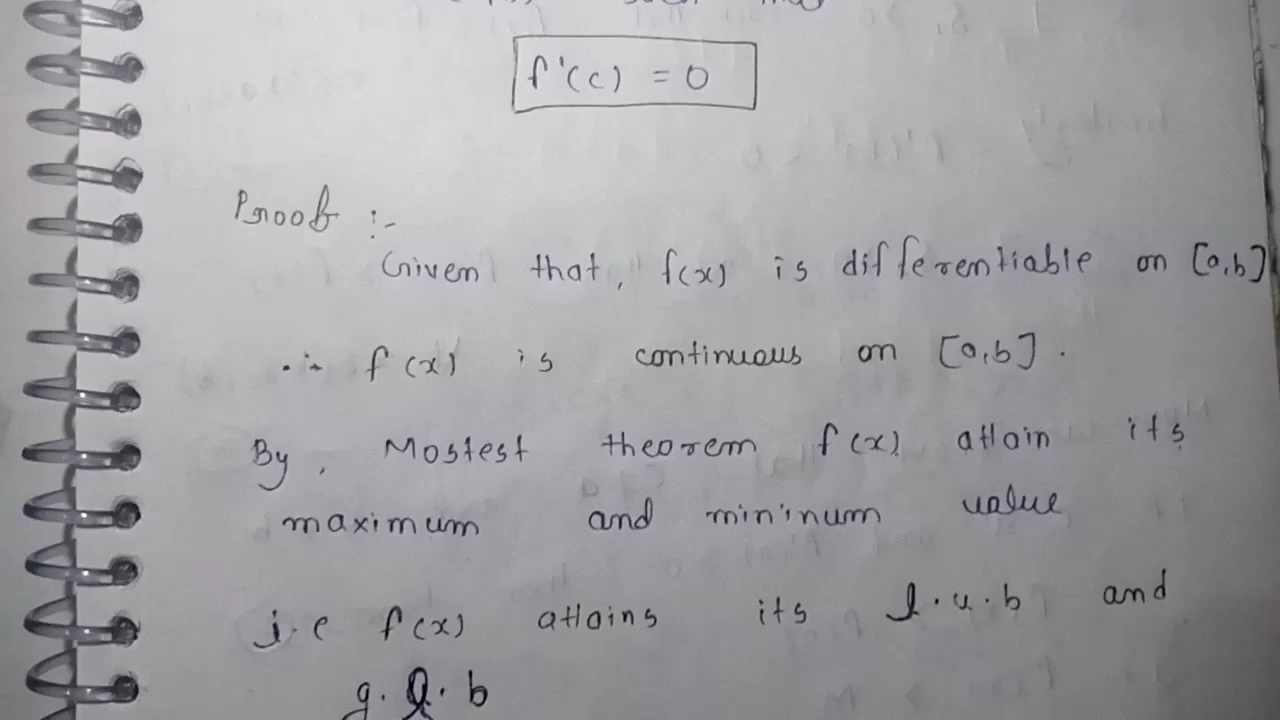 f'(c) = 0
Proof :-
Given that, f(x) is differentiable on [a,b]
∴ f(x) is continuous on [a,b].
By, Mostest theorem f(x) attain its
maximum and mininum value
i.e f(x) attains its l.u.b and
g.l.b